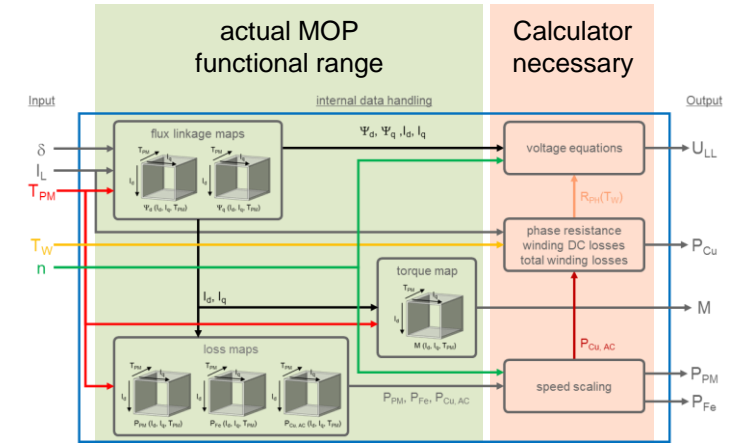 actual MOP
functional range
Calculator
necessary
Input
internal data handling
Output
flux linkage maps
Ψd, Ψq ,Id, Iq
δ
IL
TPM
TPM
Iq
Id
Ψd (Id, Iq, TPM)
TPM
Iq
Id
Ψq (Id, Iq, TPM)
voltage equations
ULL
RPH(TW)
TW
n
phase resistance
winding DC losses
total winding losses
PCu
torque map
TPM
Iq
Id
M (Id, Iq, TPM)
M
Id, Iq
loss maps
TPM
Iq
Id
PPM (Id, Iq, TPM)
TPM
Iq
Id
PFe (Id, Iq, TPM)
TPM
Iq
Id
PCu, AC (Id, Iq, TPM)
PCu, AC
PPM, PFe, PCu, AC
speed scaling
PPM
PFe